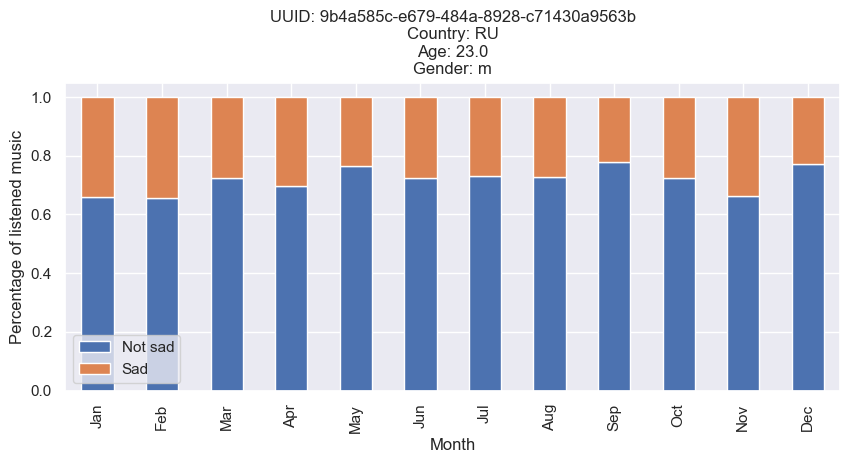 UUID: 9b4a585c-e679-484a-8928-c71430a9563b
Country: RU
Age: 23.0
Gender: m
Percentage of listened music
1.0
0.8
0.6
0.4
0.2
0.0
Not sad
Sad
Jan
Feb
Mar
Apr
May
Jun
Jul
Aug
Sep
Oct
Nov
Dec
Month